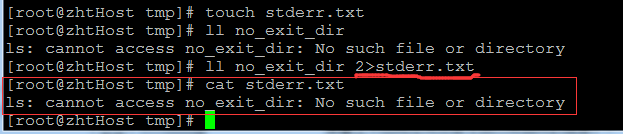 [root@zhtHost tmp]# touch stderr.txt
[root@zhtHost tmp]# ll no_exit_dir
ls: cannot access no_exit_dir: No such file or directory
[root@zhtHost tmp]# ll no_exit_dir 2>stderr.txt
[root@zhtHost tmp]# cat stderr.txt
ls: cannot access no_exit_dir: No such file or directory
[root@zhtHost tmp]#